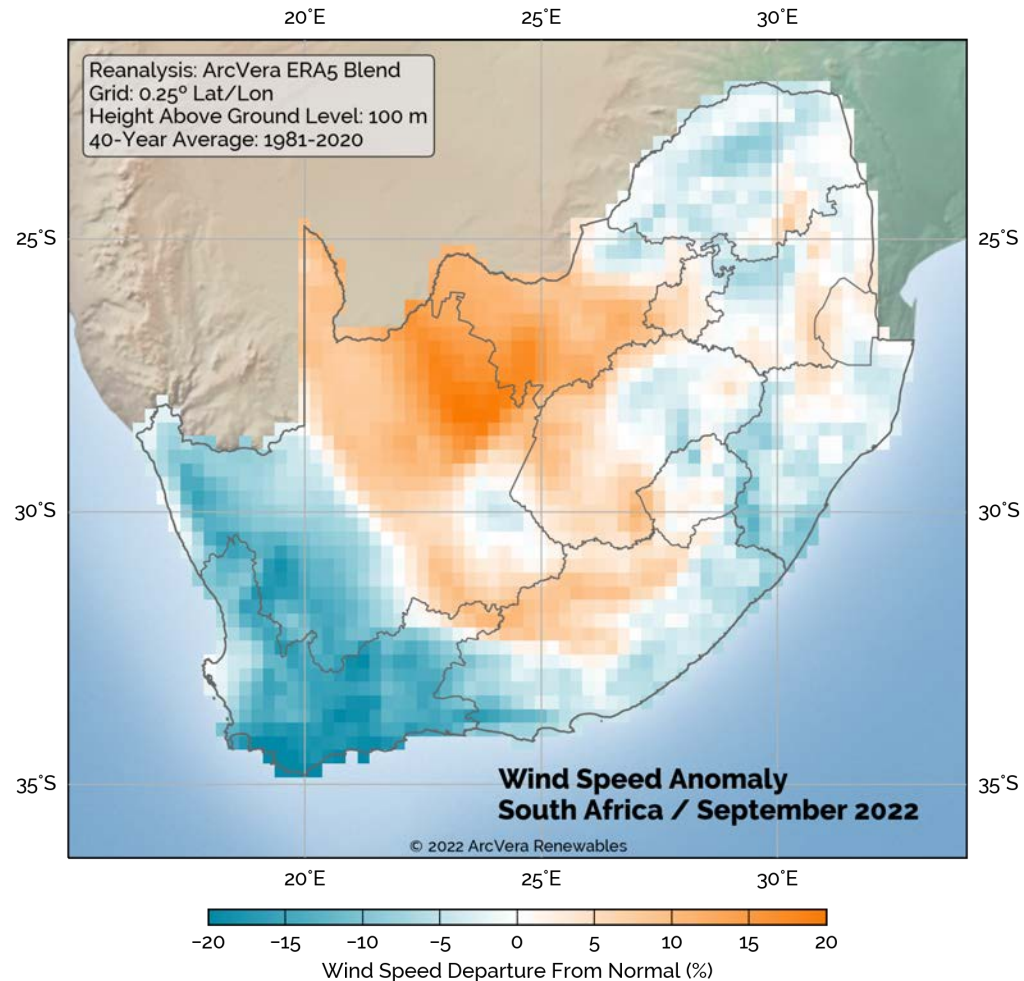 20°E 25°E 30°E
Reanalysis: ArcVera ERA5 Blend
Grid: 0.25º Lat/Lon
Height Above Ground Level: 100 m
40-Year Average: 1981-2020
25°S 25°S
30°S 30°S
35°S 35°S
Wind Speed Anomaly
South Africa / September 2022
© 2022 ArcVera Renewables
20°E 25°E 30°E
−20 −15 −10 −5 0 5 10 15 20
Wind Speed Departure From Normal (%)